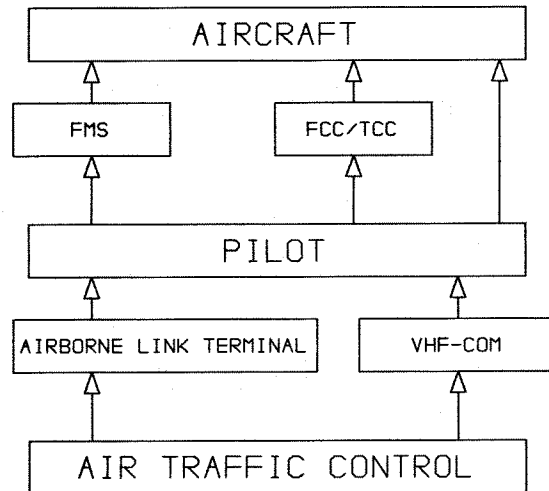 AIRCRAFT
FMS
FCC/TCC
PILOT
AIRBORNE LINK TERMINAL
VHF-COM
AIR TRAFFIC CONTROL